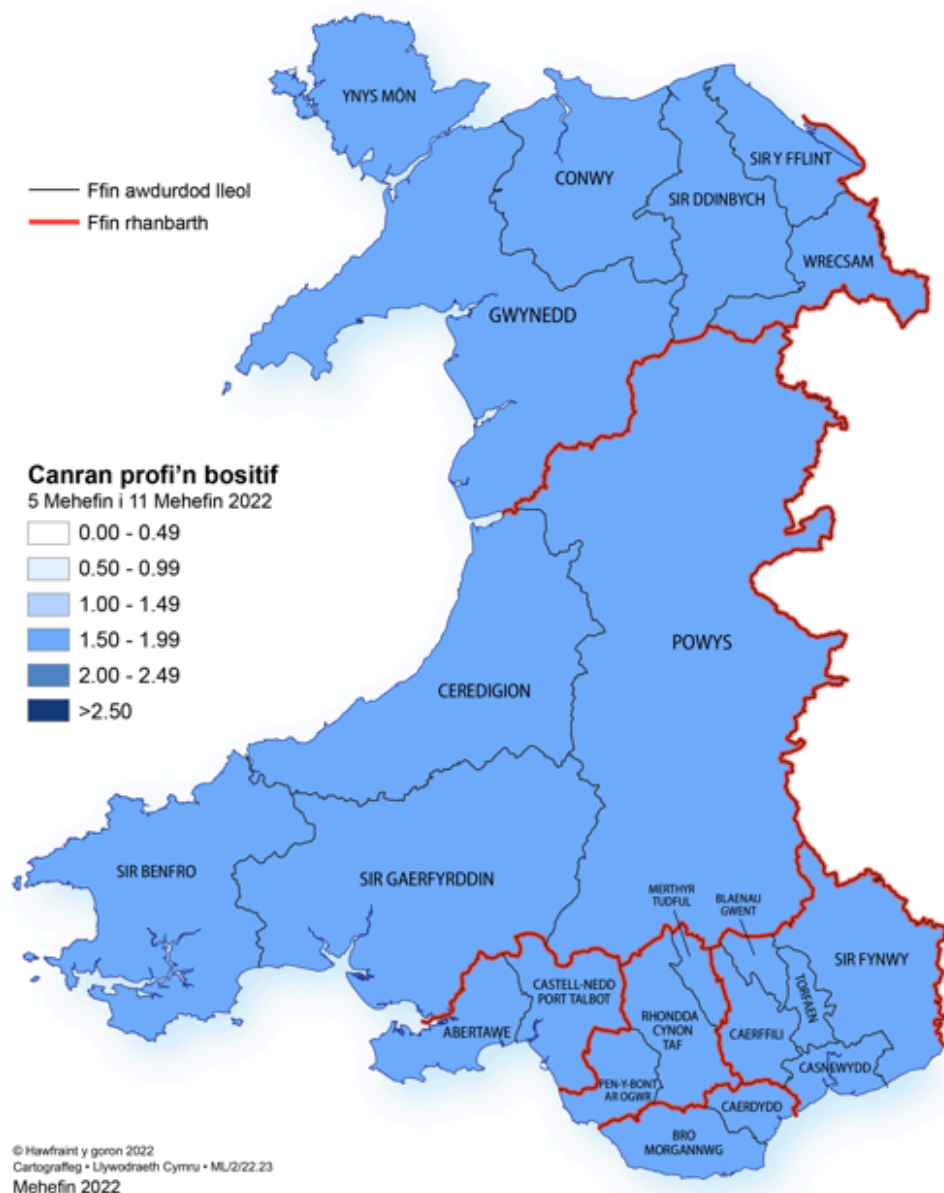 YNYS MÔN
Ffin awdurdod lleol
Ffin rhanbarth
CONWY
SIR DDINBYCH
SIR Y FFLINT
WRECSAM
GWYNEDD
Canran profi'n bositif
5 Mehefin i 11 Mehefin 2022
0.00 - 0.49
0.50 - 0.99
1.00 - 1.49
1.50 - 1.99
2.00 - 2.49
>2.50
POWYS
CEREDIGION
SIR BENFRO
SIR GAERFYRDDIN
MERTHYR
TUDFUL
BLAENAU
GWENT
SIR FYNWY
ABERTAWE
CASTELL-NEDD
PORT TALBOT
RHONDDA
CYNON
TAF
CAERFFILI
TORFAEN
CASNEWYDD
PEN-Y-BONT
AR OGWR
CAERDYDD
BRO
MORGANNWG
© Hawlfraint y goron 2022
Cartograffeg • Llywodraeth Cymru • ML/2/22.23
Mehefin 2022